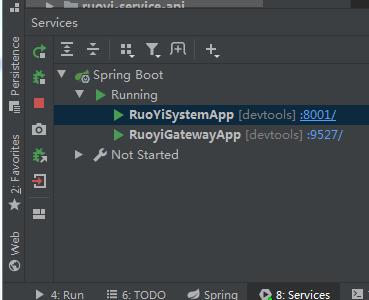 ruoyi-service-api
Services
Persistence
2: Favorites
Web
Spring Boot
Running
RuoYiSystemApp [devtools] :8001/
RuoyiGatewayApp [devtools] :9527/
Not Started
4: Run 6: TODO Spring 8: Services